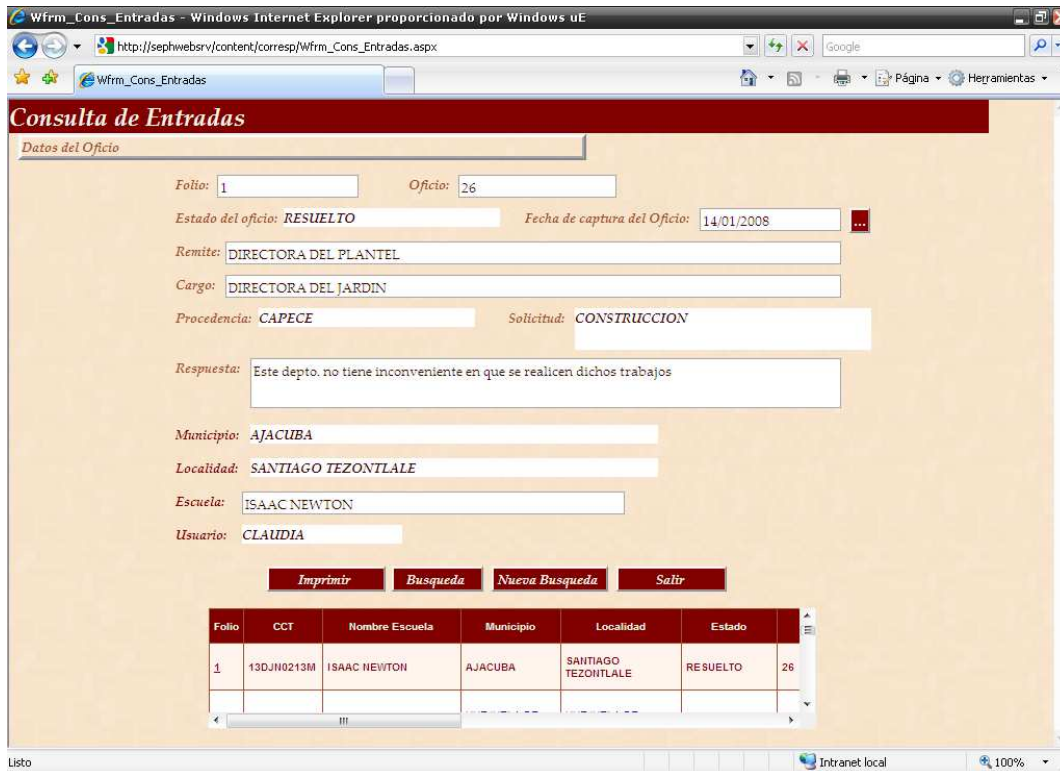 Wfrm_Cons_Entradas - Windows Internet Explorer proporcionado por Windows uE
http://sephwebsrv/content/corresp/Wfrm_Cons_Entradas.aspx Google
Wfrm_Cons_Entradas Página Herramientas
Consulta de Entradas
Datos del Oficio
Folio: 1 Oficio: 26
Estado del oficio: RESUELTO Fecha de captura del Oficio: 14/01/2008 ...
Remite: DIRECTORA DEL PLANTEL
Cargo: DIRECTORA DEL JARDIN
Procedencia: CAPECE Solicitud: CONSTRUCCION
Respuesta: Este depto. no tiene inconveniente en que se realicen dichos trabajos
Municipio: AJACUBA
Localidad: SANTIAGO TEZONTLALE
Escuela: ISAAC NEWTON
Usuario: CLAUDIA
Imprimir Busqueda Nueva Busqueda Salir
Folio CCT Nombre Escuela Municipio Localidad Estado
1 13DJN0213M ISAAC NEWTON AJACUBA SANTIAGO TEZONTLALE RESUELTO 26
Listo Intranet local 100%